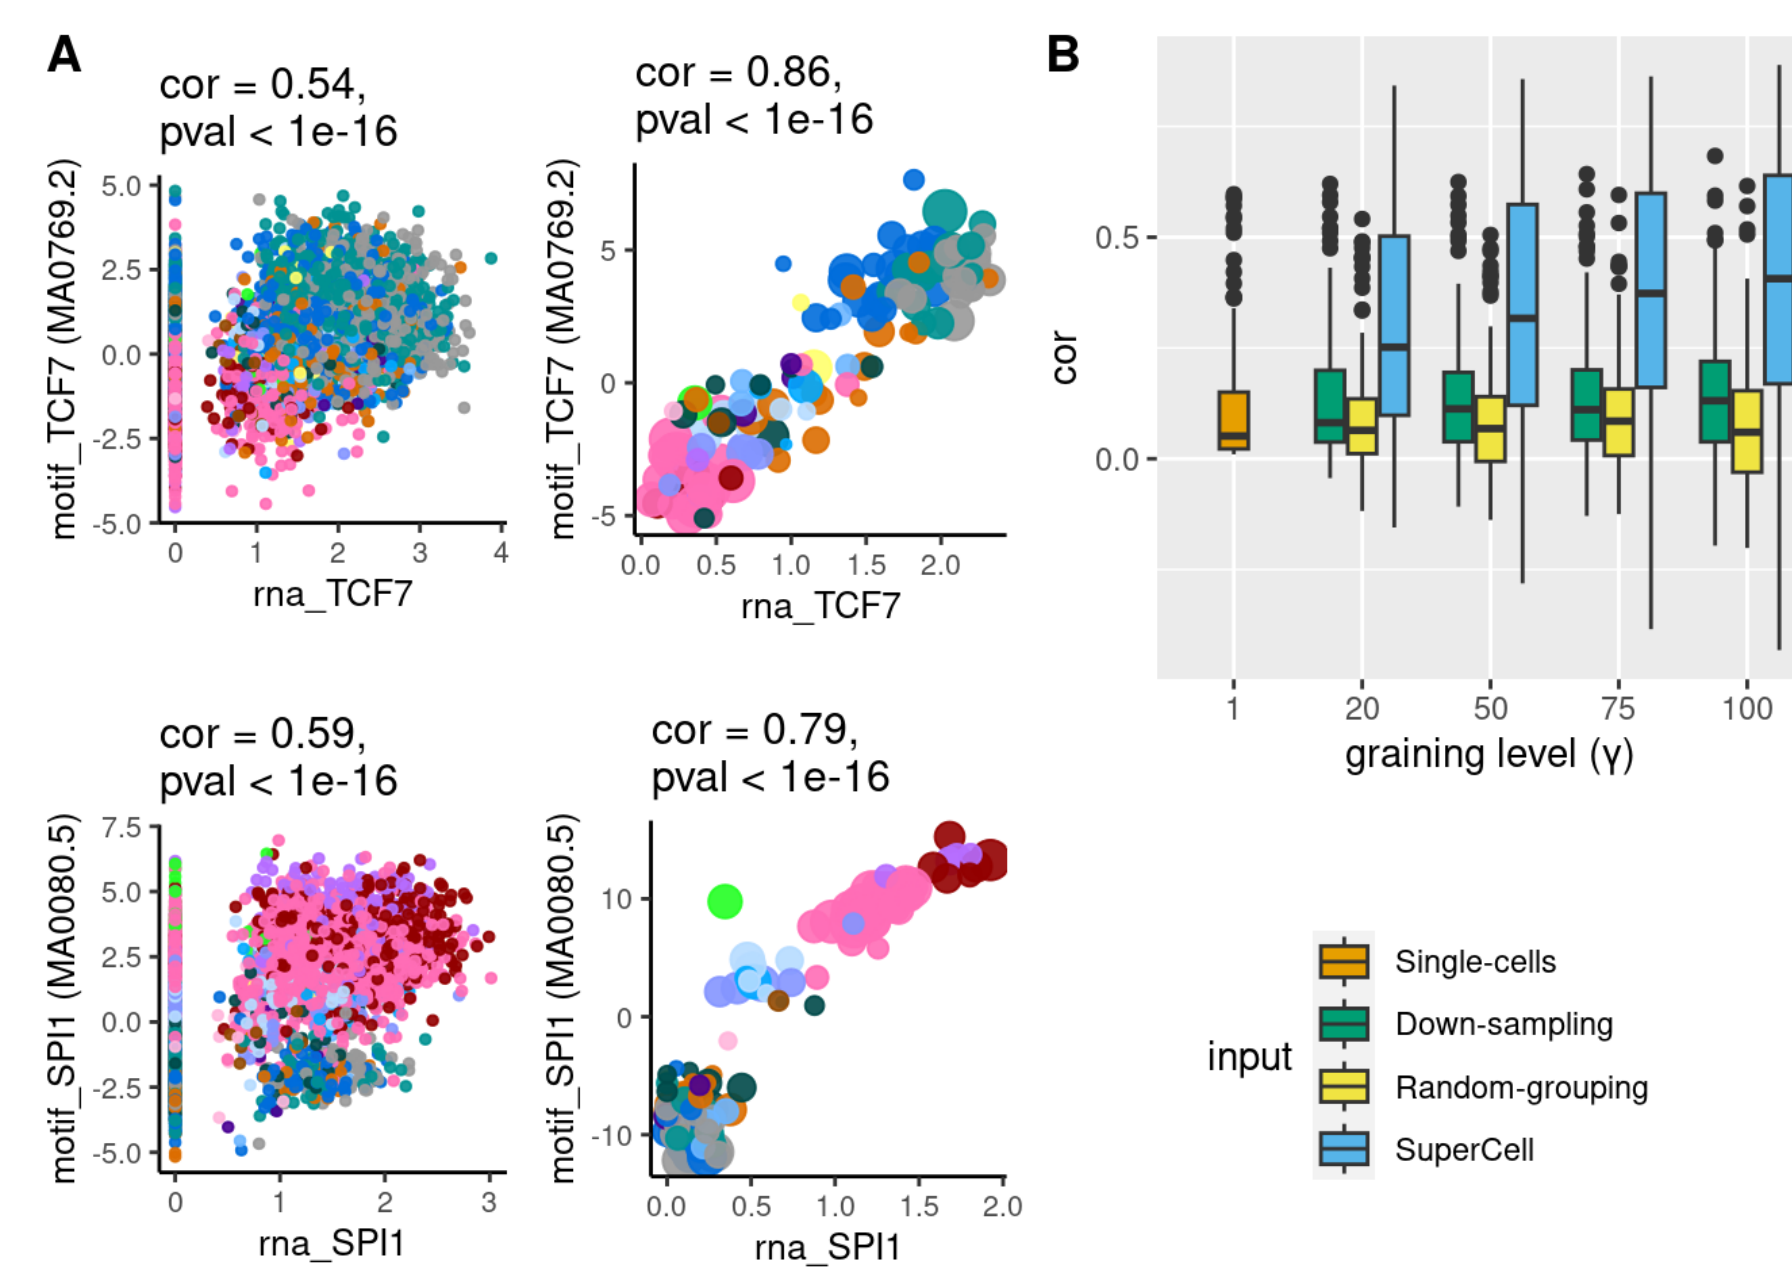 A
cor = 0.54,
pval < 1e-16
motif_TCF7 (MA0769.2)
5.0
2.5
0.0
-2.5
-5.0
0
1
2
3
4
rna_TCF7
cor = 0.86,
pval < 1e-16
motif_TCF7 (MA0769.2)
5
0
-5
0.0
0.5
1.0
1.5
2.0
rna_TCF7
cor = 0.59,
pval < 1e-16
motif_SPI1 (MA0080.5)
7.5
5.0
2.5
0.0
-2.5
-5.0
0
1
2
3
rna_SPI1
cor = 0.79,
pval < 1e-16
motif_SPI1 (MA0080.5)
10
0
-10
0.0
0.5
1.0
1.5
2.0
rna_SPI1
B
cor
0.5
0.0
1
20
50
75
100
graining level (γ)
input
Single-cells
Down-sampling
Random-grouping
SuperCell